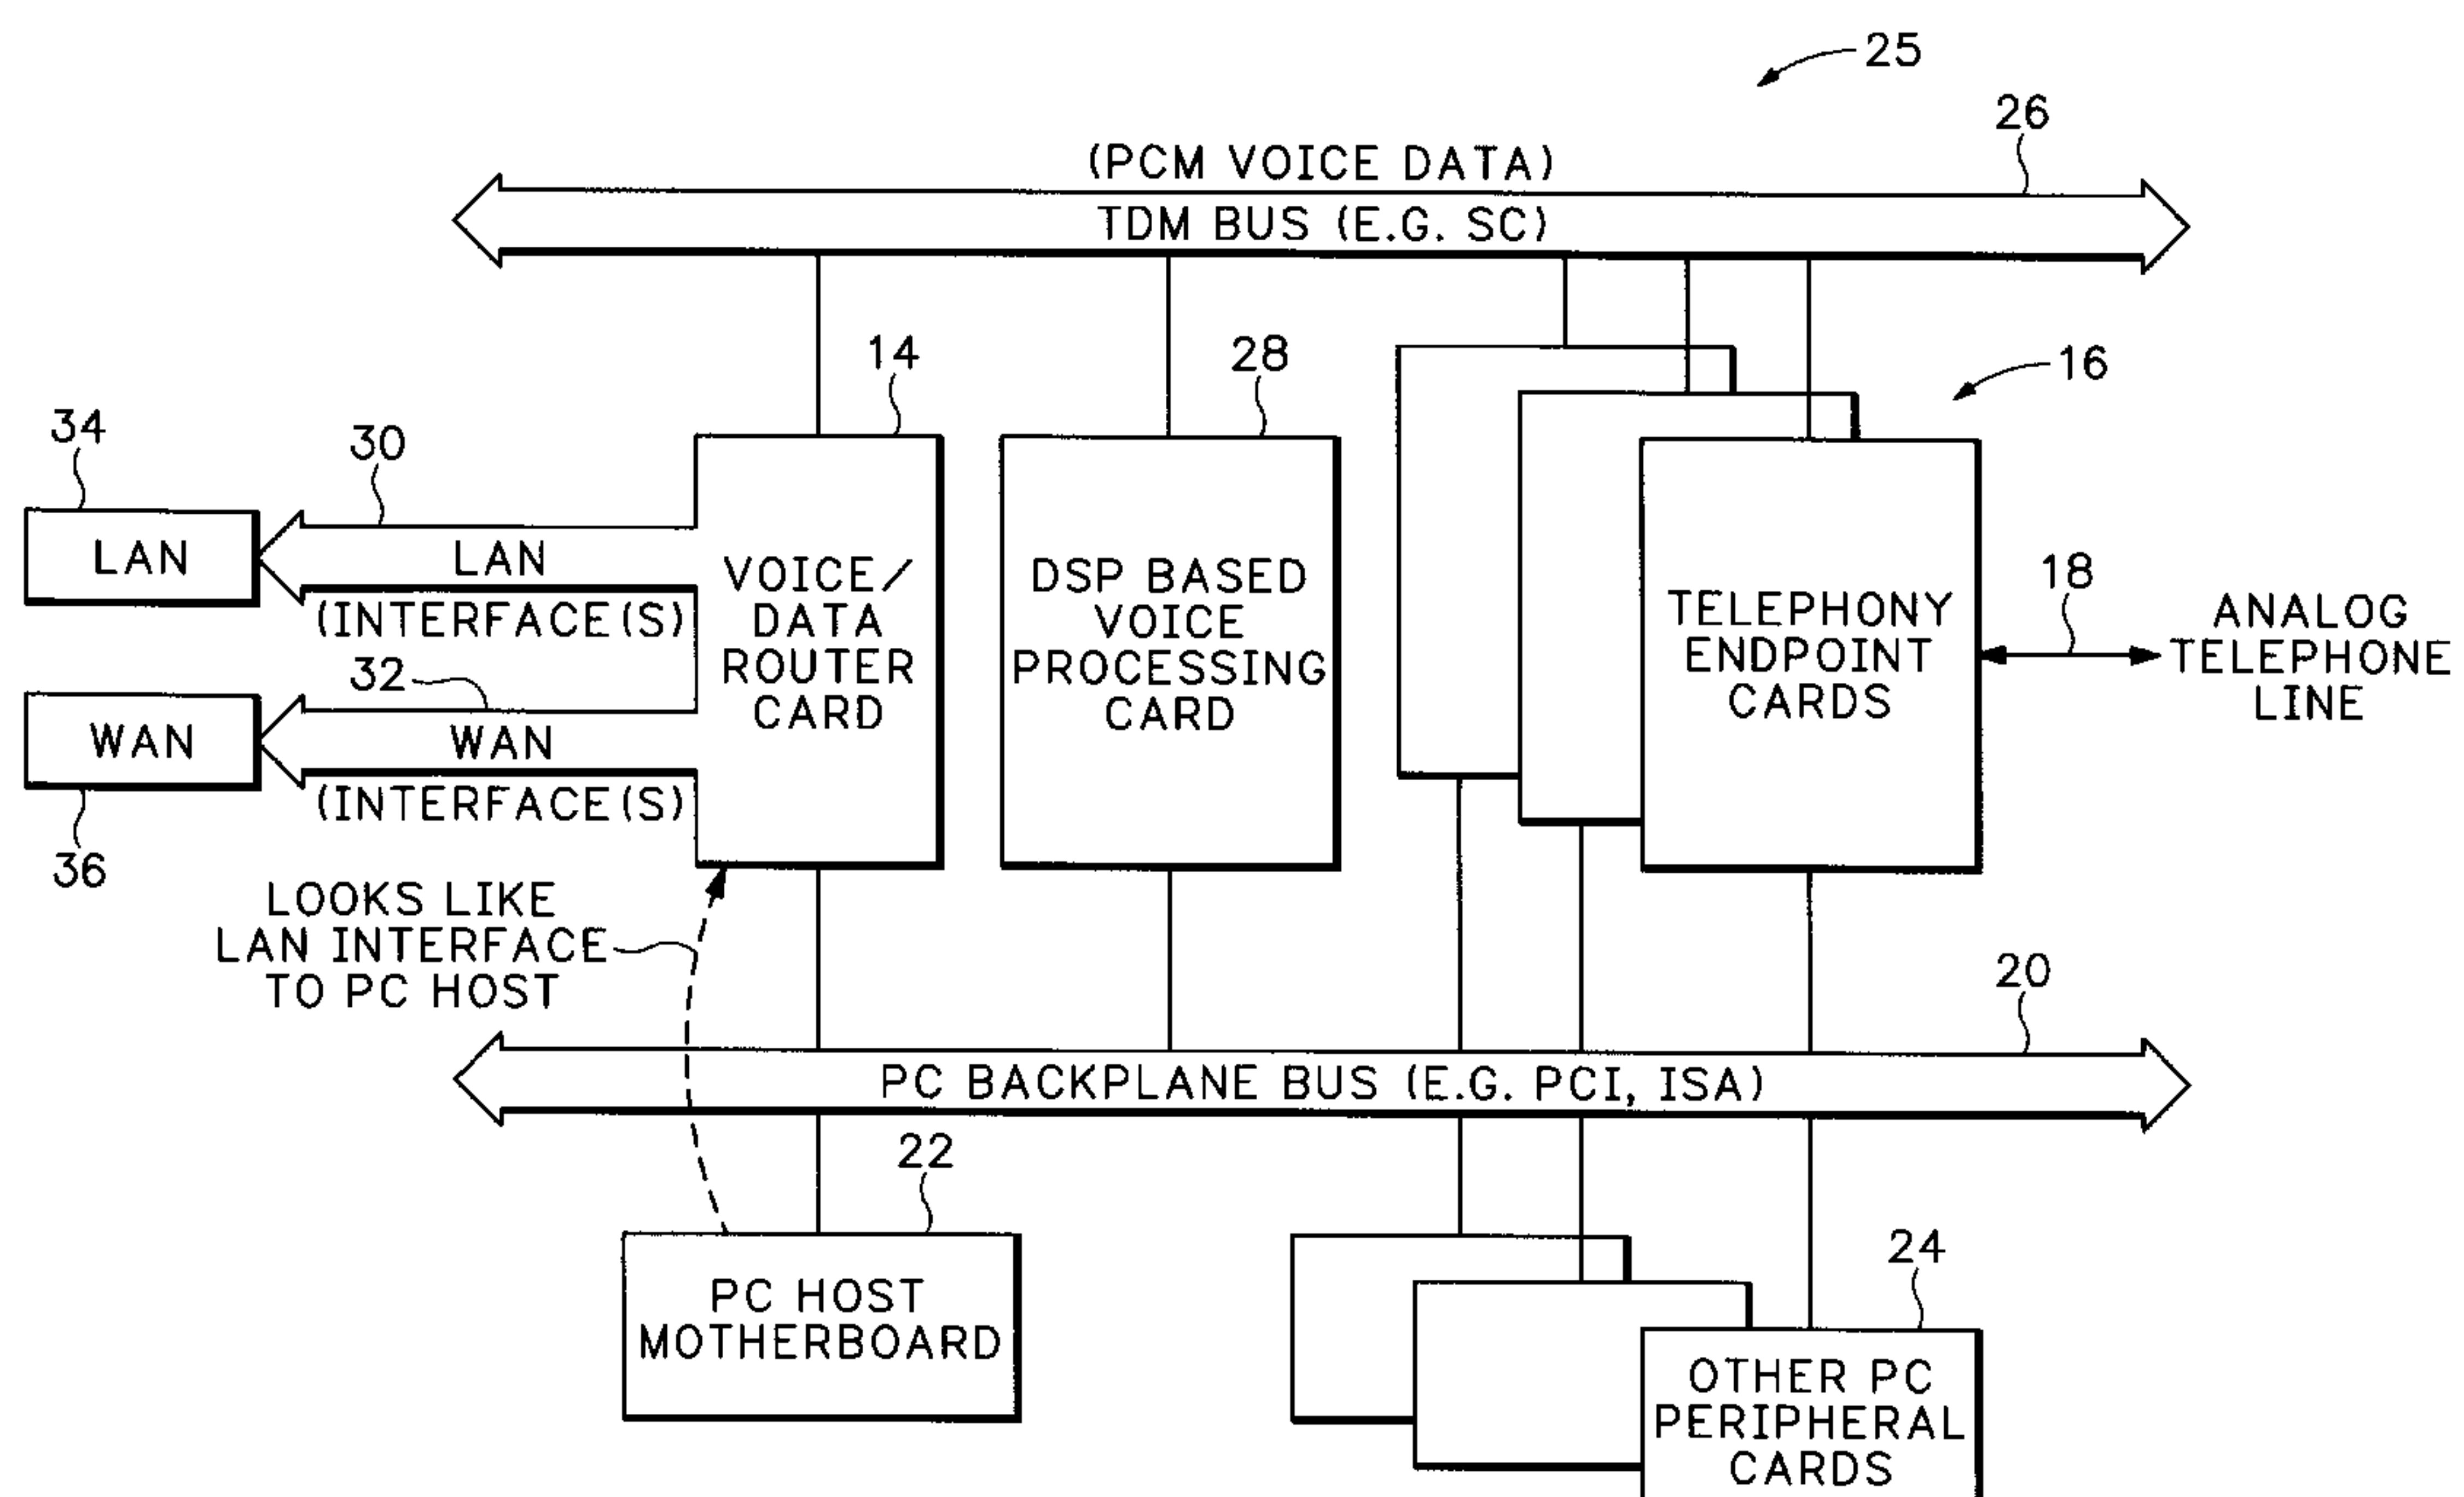 25
26
(PCM VOICE DATA)
TDM BUS (E.G. SC)
14
28
16
34
30
LAN
LAN
(INTERFACE(S)
32
WAN
WAN
(INTERFACE(S)
36
VOICE/
DATA
ROUTER
CARD
DSP BASED
VOICE
PROCESSING
CARD
TELEPHONY
ENDPOINT
CARDS
18
ANALOG
TELEPHONE
LINE
LOOKS LIKE
LAN INTERFACE
TO PC HOST
20
PC BACKPLANE BUS (E.G. PCI, ISA)
22
PC HOST
MOTHERBOARD
24
OTHER PC
PERIPHERAL
CARDS